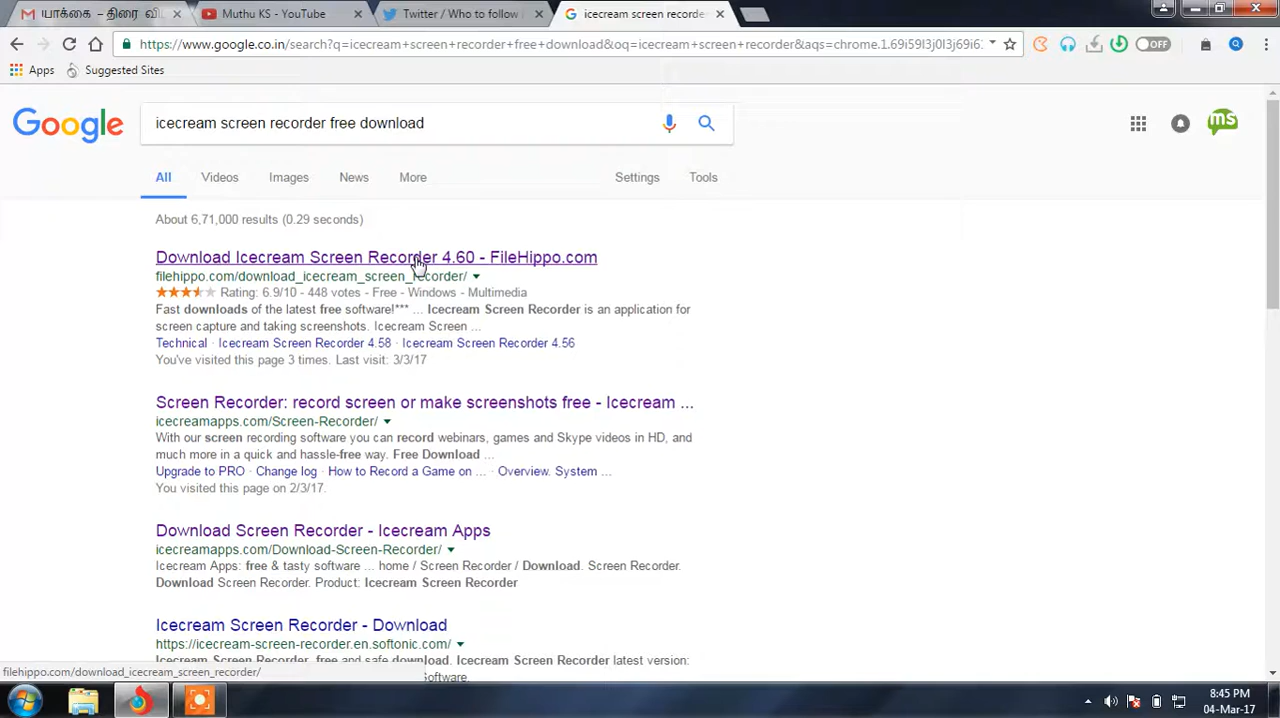 யாக்கை – திரை வி
Muthu KS - YouTube
Twitter / Who to follow
icecream screen recorde
https://www.google.co.in/search?q=icecream+screen+recorder+free+download&oq=icecream+screen+recorder&aqs=chrome.1.69i59l3j0l3j69i6
OFF
Apps
Suggested Sites
Google
icecream screen recorder free download
ms
All
Videos
Images
News
More
Settings
Tools
About 6,71,000 results (0.29 seconds)
Download Icecream Screen Recorder 4.60 - FileHippo.com
filehippo.com/download_icecream_screen_recorder/
Rating: 6.9/10 - 448 votes - Free - Windows - Multimedia
Fast downloads of the latest free software!*** ... Icecream Screen Recorder is an application for
screen capture and taking screenshots. Icecream Screen ...
Technical · Icecream Screen Recorder 4.58 · Icecream Screen Recorder 4.56
You've visited this page 3 times. Last visit: 3/3/17
Screen Recorder: record screen or make screenshots free - Icecream ...
icecreamapps.com/Screen-Recorder/
With our screen recording software you can record webinars, games and Skype videos in HD, and
much more in a quick and hassle-free way. Free Download ...
Upgrade to PRO · Change log · How to Record a Game on ... · Overview. System ...
You visited this page on 2/3/17.
Download Screen Recorder - Icecream Apps
icecreamapps.com/Download-Screen-Recorder/
Icecream Apps: free & tasty software ... home / Screen Recorder / Download. Screen Recorder.
Download Screen Recorder. Product: Icecream Screen Recorder
Icecream Screen Recorder - Download
https://icecream-screen-recorder.en.softonic.com/
Icecream Screen Recorder, free and safe download. Icecream Screen Recorder latest version:
Software.
filehippo.com/download_icecream_screen_recorder/
8:45 PM
04-Mar-17